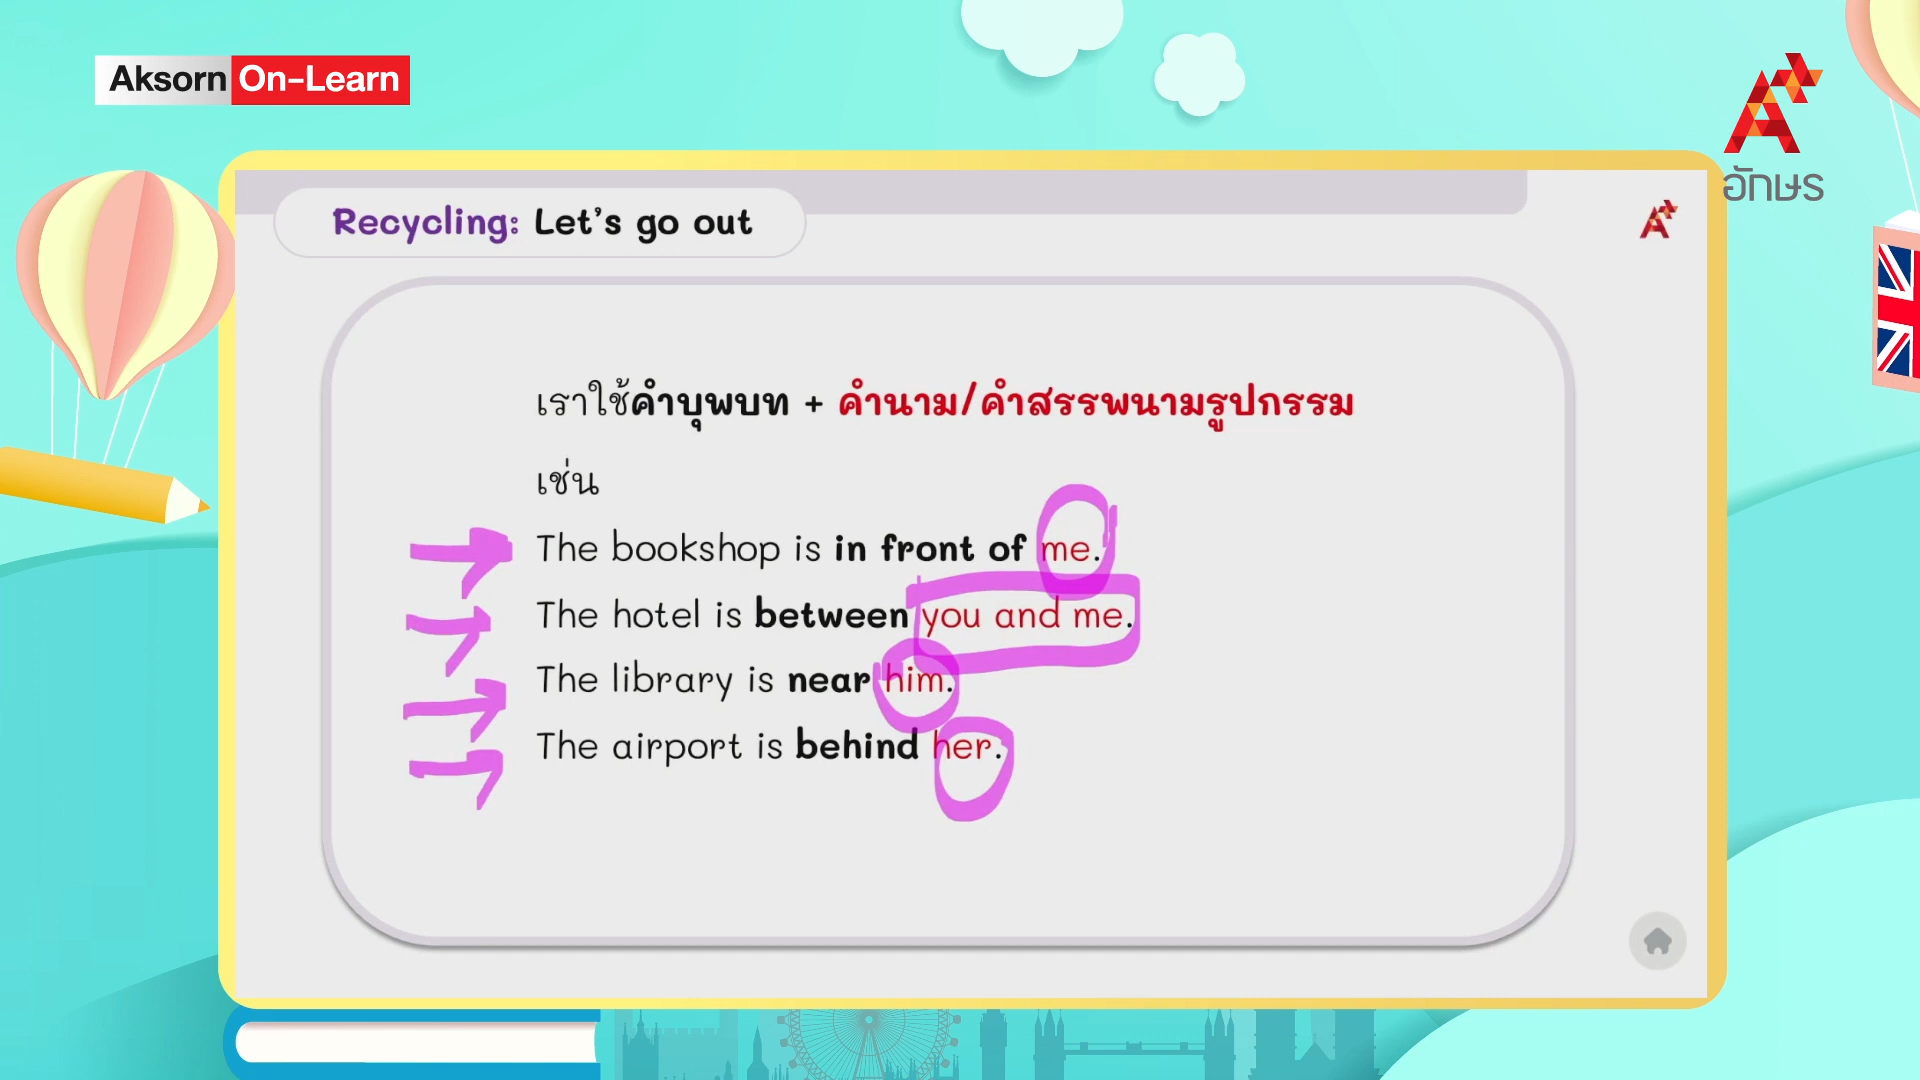 Aksorn On-Learn
อักษร
Recycling: Let's go out
เราใช้คำบุพบท + คำนาม/คำสรรพนามรูปกรรม
เช่น
The bookshop is in front of me.
The hotel is between you and me.
The library is near him.
The airport is behind her.